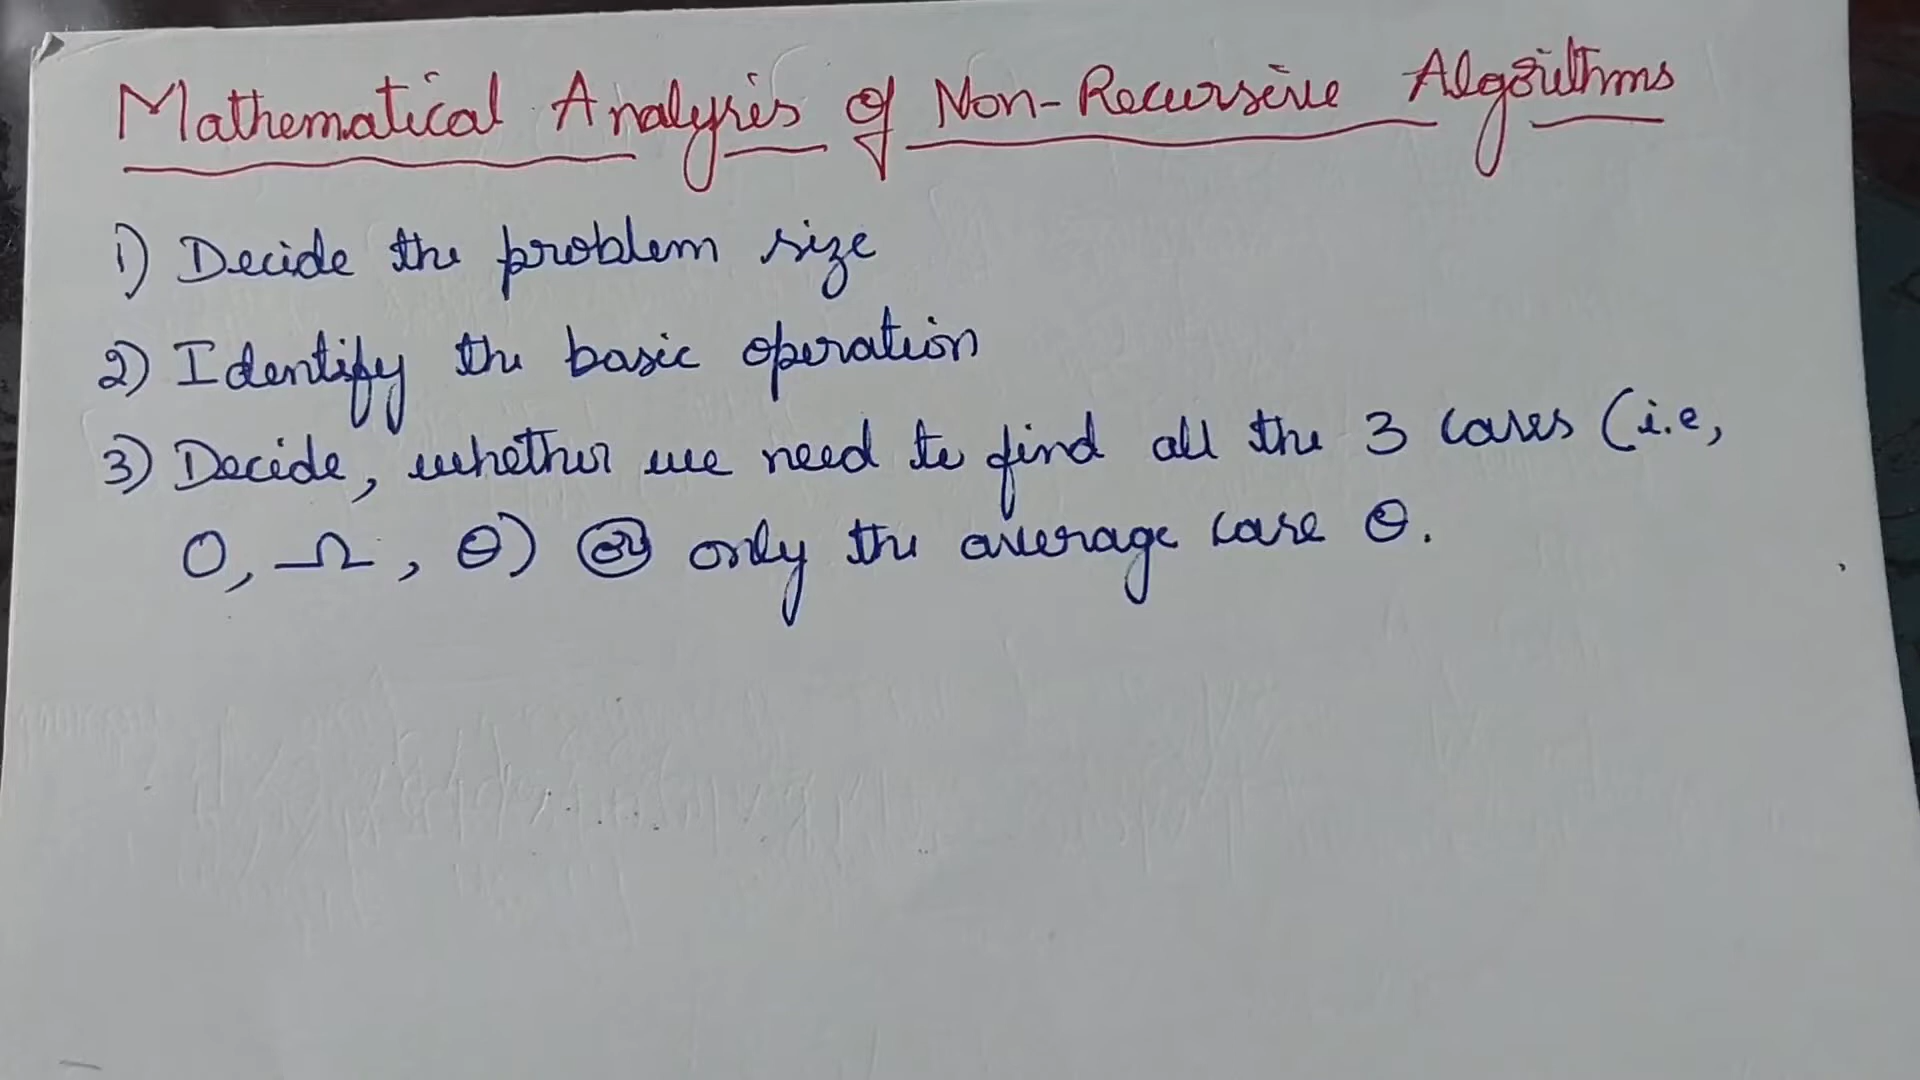 Mathematical Analysis of Non-Recursive Algorithms
1) Decide the problem size
2) Identify the basic operation
3) Decide, whether we need to find all the 3 cases (i.e,
O, Ω, θ) or only the average case θ.